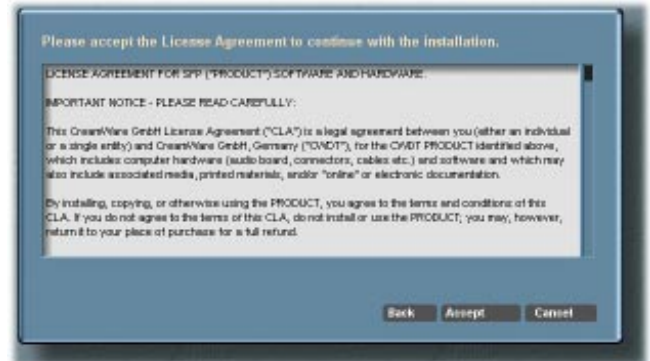 Please accept the License Agreement to continue with the installation.
LICENSE AGREEMENT FOR SFP ("PRODUCT") SOFTWARE AND HARDWARE.
IMPORTANT NOTICE - PLEASE READ CAREFULLY:
This CreamWare GmbH License Agreement ("CLA") is a legal agreement between you (either an individual
or a single entity) and CreamWare GmbH, Germany ("CWDT"), for the CWDT PRODUCT identified above,
which includes computer hardware (audio board, connectors, cables etc.) and software and which may
also include associated media, printed materials, and/or "online" or electronic documentation.
By installing, copying, or otherwise using the PRODUCT, you agree to the terms and conditions of this
CLA. If you do not agree to the terms of this CLA, do not install or use the PRODUCT; you may, however,
return it to your place of purchase for a full refund.
Back Accept Cancel